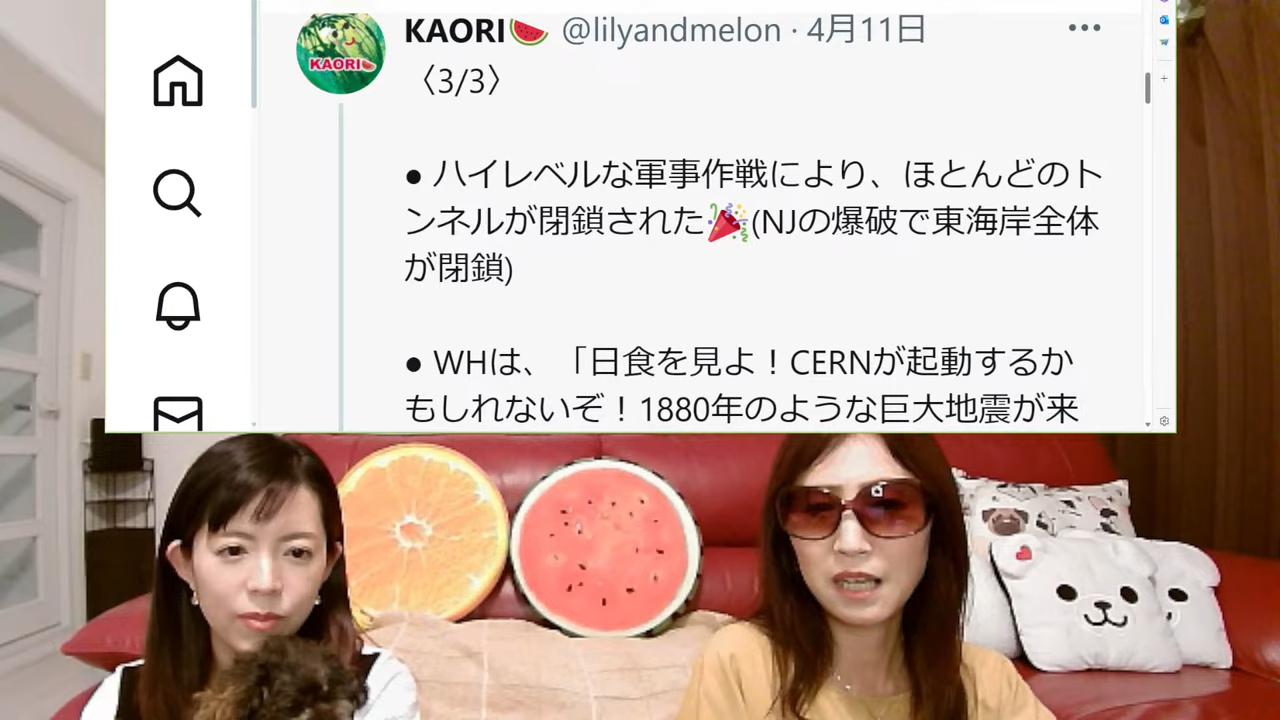 KAORI🍉 @lilyandmelon · 4月11日
KAORI🍉
〈3/3〉
● ハイレベルな軍事作戦により、ほとんどのト
ンネルが閉鎖された🎉(NJの爆破で東海岸全体
が閉鎖)
● WHは、「日食を見よ！CERNが起動するか
もしれないぞ！1880年のような巨大地震が来